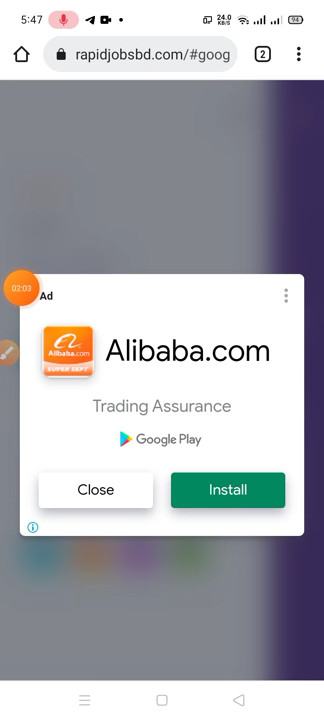 5:47
24.0
KB/S
94
rapidjobsbd.com/#goog
2
02:03
Ad
Alibaba.com
SUPER SEPT
Alibaba.com
Trading Assurance
Google Play
Close
Install